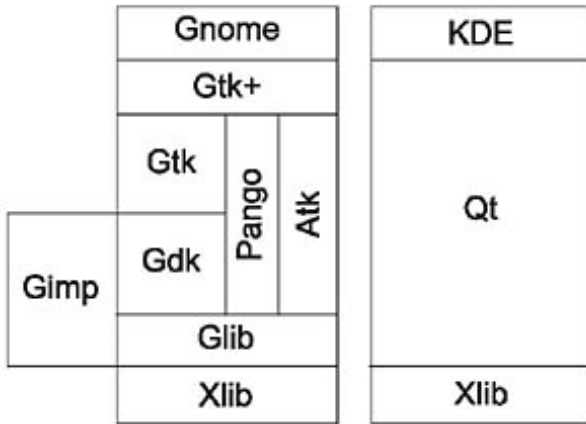 Gnome
KDE
Gtk+
Gtk
Pango
Atk
Qt
Gimp
Gdk
Glib
Xlib
Xlib